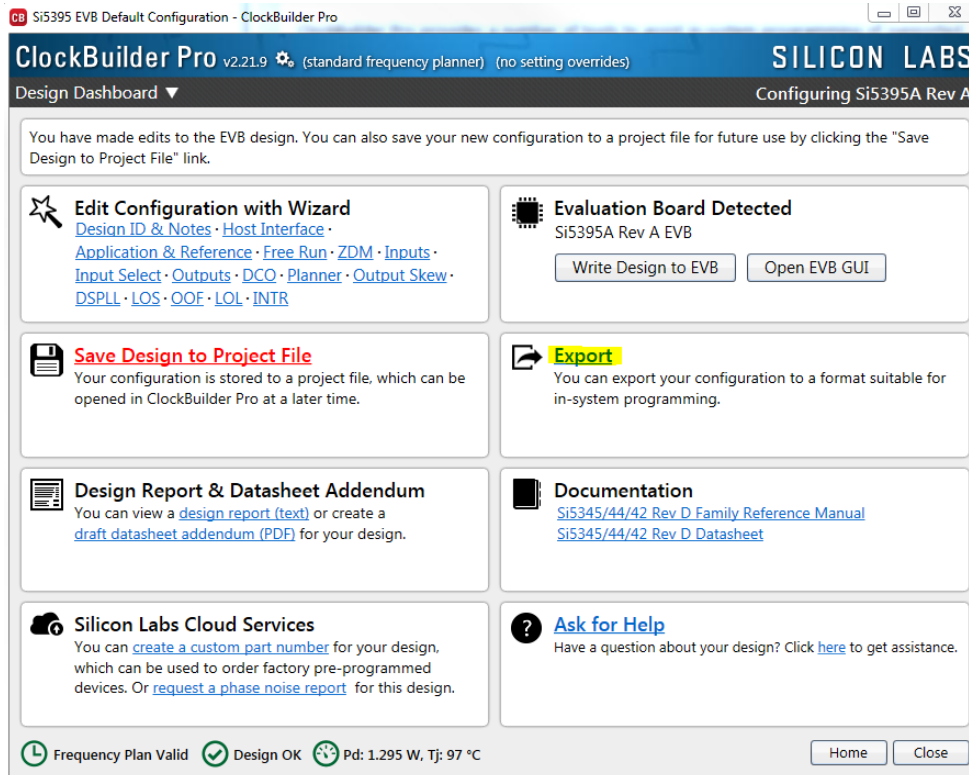 CB Si5395 EVB Default Configuration - ClockBuilder Pro
ClockBuilder Pro v2.21.9 (standard frequency planner) (no setting overrides) SILICON LABS
Design Dashboard ▼ Configuring Si5395A Rev A
You have made edits to the EVB design. You can also save your new configuration to a project file for future use by clicking the "Save
Design to Project File" link.
Edit Configuration with Wizard
Design ID & Notes · Host Interface ·
Application & Reference · Free Run · ZDM · Inputs ·
Input Select · Outputs · DCO · Planner · Output Skew ·
DSPLL · LOS · OOF · LOL · INTR
Evaluation Board Detected
Si5395A Rev A EVB
Write Design to EVB Open EVB GUI
Save Design to Project File
Your configuration is stored to a project file, which can be
opened in ClockBuilder Pro at a later time.
Export
You can export your configuration to a format suitable for
in-system programming.
Design Report & Datasheet Addendum
You can view a design report (text) or create a
draft datasheet addendum (PDF) for your design.
Documentation
Si5345/44/42 Rev D Family Reference Manual
Si5345/44/42 Rev D Datasheet
Silicon Labs Cloud Services
You can create a custom part number for your design,
which can be used to order factory pre-programmed
devices. Or request a phase noise report for this design.
Ask for Help
Have a question about your design? Click here to get assistance.
Frequency Plan Valid Design OK Pd: 1.295 W, Tj: 97 °C Home Close